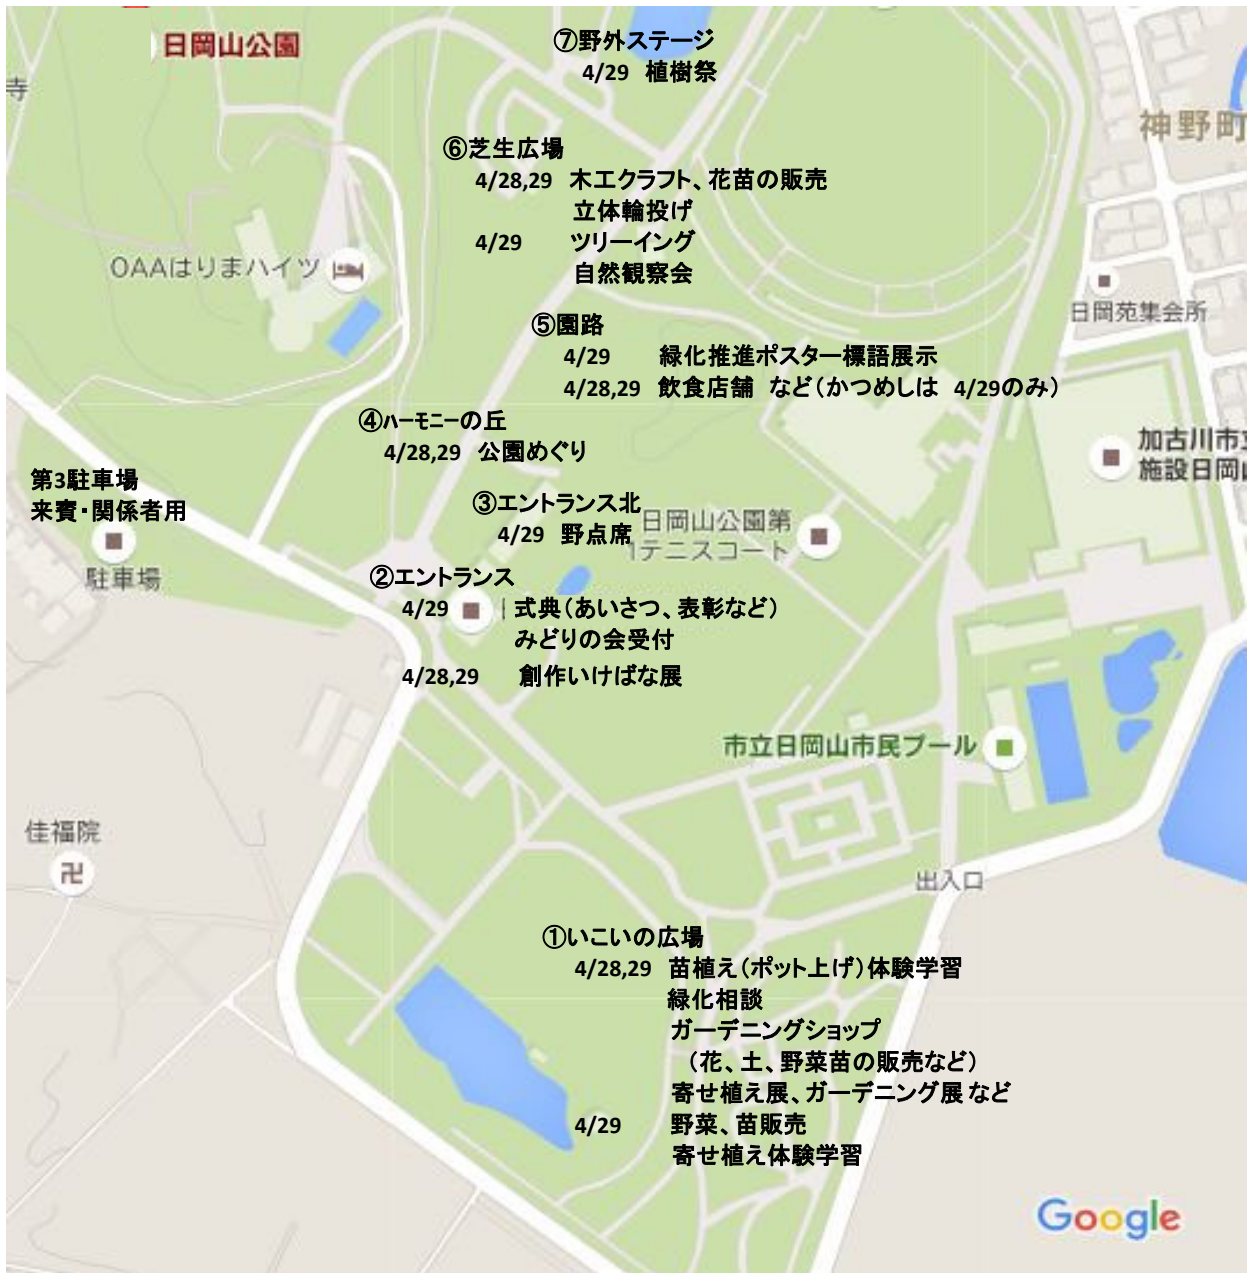 日岡山公園
⑦野外ステージ
4/29 植樹祭
寺
神野町
⑥芝生広場
4/28,29 木工クラフト、花苗の販売
立体輪投げ
4/29 ツリーイング
自然観察会
OAAはりまハイツ
日岡苑集会所
⑤園路
4/29 緑化推進ポスター標語展示
4/28,29 飲食店舗 など(かつめしは 4/29のみ)
④ハーモニーの丘
4/28,29 公園めぐり
加古川市立
施設日岡山
第3駐車場
来賓・関係者用
駐車場
③エントランス北
4/29 野点席
日岡山公園第
1テニスコート
②エントランス
4/29 式典(あいさつ、表彰など)
みどりの会受付
4/28,29 創作いけばな展
市立日岡山市民プール
佳福院
卍
出入口
①いこいの広場
4/28,29 苗植え(ポット上げ)体験学習
緑化相談
ガーデニングショップ
(花、土、野菜苗の販売など)
寄せ植え展、ガーデニング展 など
4/29 野菜、苗販売
寄せ植え体験学習
Google